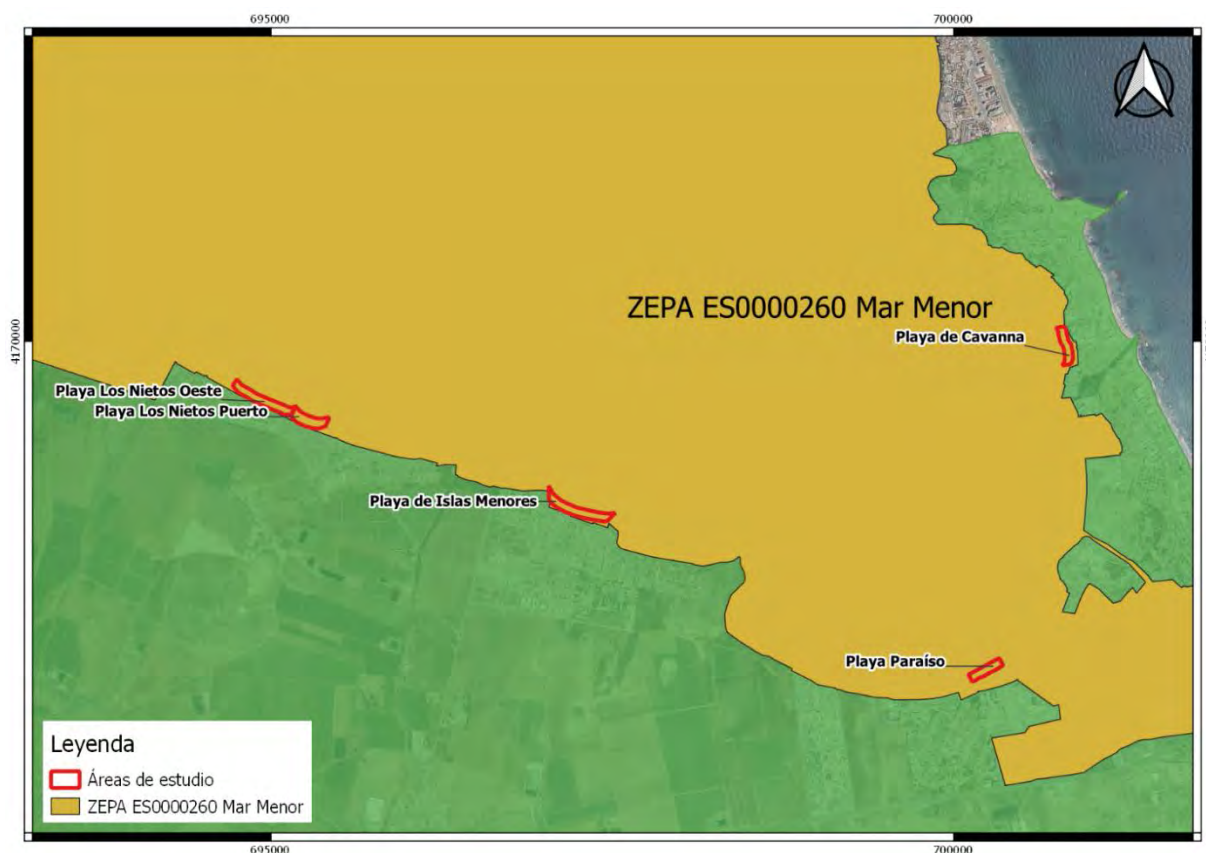 695000
700000
ZEPA ES0000260 Mar Menor
4170000
Playa de Cavanna
Playa Los Nietos Oeste
Playa Los Nietos Puerto
Playa de Islas Menores
Playa Paraíso
Leyenda
Áreas de estudio
ZEPA ES0000260 Mar Menor
695000
700000